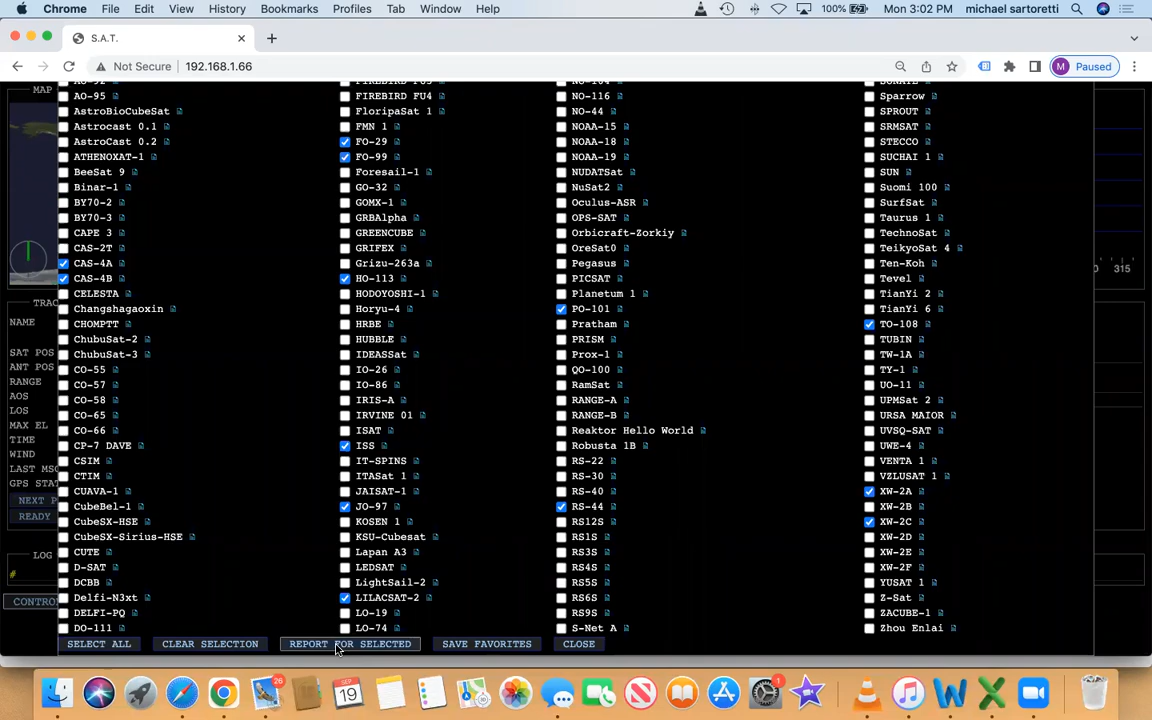 Chrome File Edit View History Bookmarks Profiles Tab Window Help 100% Mon 3:02 PM michael sartoretti
S.A.T.
Not Secure 192.168.1.66 M Paused
MAP
AO-95
AstroBioCubeSat
Astrocast 0.1
AstroCast 0.2
ATHENOXAT-1
BeeSat 9
Binar-1
BY70-2
BY70-3
CAPE 3
CAS-2T
CAS-4A
CAS-4B
CELESTA
Changshagaoxin
CHOMPTT
ChubuSat-2
ChubuSat-3
CO-55
CO-57
CO-58
CO-65
CO-66
CP-7 DAVE
CSIM
CTIM
CUAVA-1
CubeBel-1
CubeSX-HSE
CubeSX-Sirius-HSE
CUTE
D-SAT
DCBB
Delfi-N3xt
DELFI-PQ
DO-111
FIREBIRD FU4
FloripaSat 1
FMN 1
FO-29
FO-99
Foresail-1
GO-32
GOMX-1
GRBAlpha
GREENCUBE
GRIFEX
Grizu-263a
HO-113
HODOYOSHI-1
Horyu-4
HRBE
HUBBLE
IDEASSat
IO-26
IO-86
IRIS-A
IRVINE 01
ISAT
ISS
IT-SPINS
ITASat 1
JAISAT-1
JO-97
KOSEN 1
KSU-Cubesat
Lapan A3
LEDSAT
LightSail-2
LILACSAT-2
LO-19
LO-74
NO-116
NO-44
NOAA-15
NOAA-18
NOAA-19
NUDATSat
NuSat2
Oculus-ASR
OPS-SAT
Orbicraft-Zorkiy
OreSat0
Pegasus
PICSAT
Planetum 1
PO-101
Pratham
PRISM
Prox-1
QO-100
RamSat
RANGE-A
RANGE-B
Reaktor Hello World
Robusta 1B
RS-22
RS-30
RS-40
RS-44
RS12S
RS1S
RS3S
RS4S
RS5S
RS6S
RS9S
S-Net A
Sparrow
SPROUT
SRMSAT
STECCO
SUCHAI 1
SUN
Suomi 100
SurfSat
Taurus 1
TechnoSat
TeikyoSat 4
Ten-Koh
Tevel
TianYi 2
TianYi 6
TO-108
TUBIN
TW-1A
TY-1
UO-11
UPMSat 2
URSA MAIOR
UVSQ-SAT
UWE-4
VENTA 1
VZLUSAT 1
XW-2A
XW-2B
XW-2C
XW-2D
XW-2E
XW-2F
YUSAT 1
Z-Sat
ZACUBE-1
Zhou Enlai
315
NAME
SAT POS
ANT POS
RANGE
AOS
LOS
MAX EL
TIME
WIND
LAST MSG
GPS STAT
NEXT P
READY
LOG
#
SELECT ALL CLEAR SELECTION REPORT FOR SELECTED SAVE FAVORITES CLOSE
SEP 19 26 1